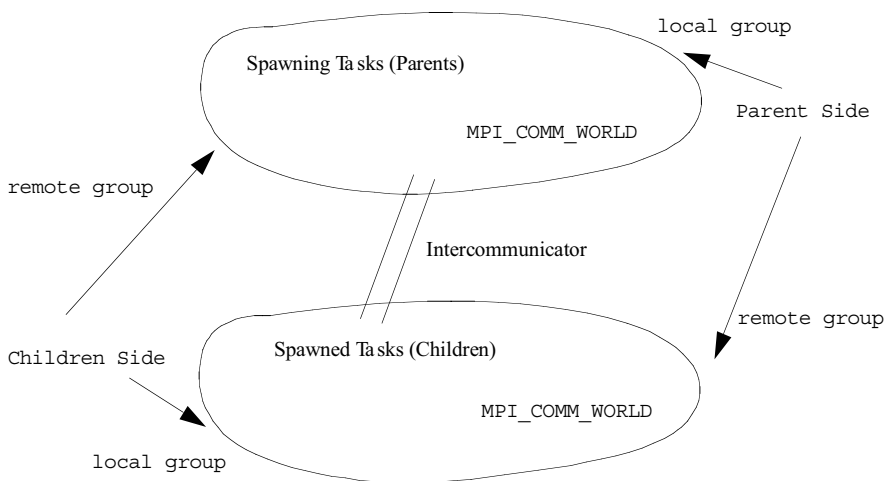 local group
Spawning Tasks (Parents)
Parent Side
MPI_COMM_WORLD
remote group
Intercommunicator
remote group
Spawned Tasks (Children)
Children Side
MPI_COMM_WORLD
local group